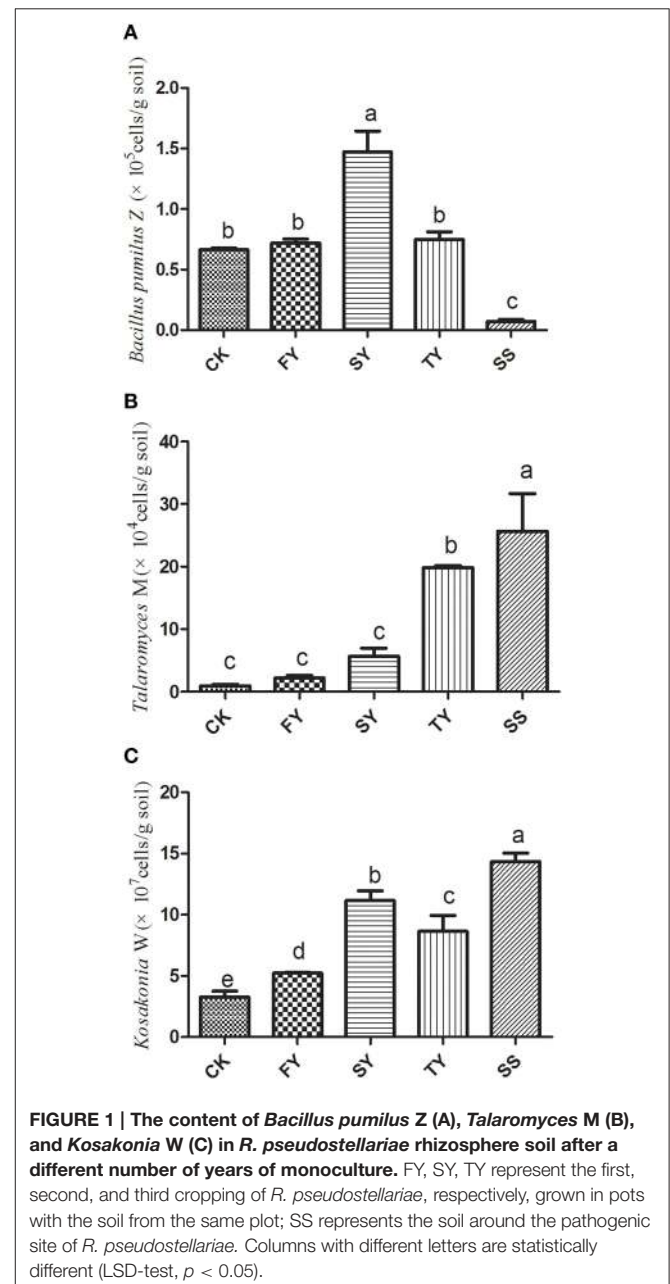 A
Bacillus pumilus Z (× 10⁵cells/g soil)
2.0
1.5
1.0
0.5
0.0
b
b
a
b
c
CK
FY
SY
TY
SS
B
Talaromyces M (× 10⁴cells/g soil)
40
30
20
10
0
c
c
c
b
a
CK
FY
SY
TY
SS
C
Kosakonia W (× 10⁷cells/g soil)
20
15
10
5
0
e
d
b
c
a
CK
FY
SY
TY
SS
FIGURE 1 | The content of Bacillus pumilus Z (A), Talaromyces M (B),
and Kosakonia W (C) in R. pseudostellariae rhizosphere soil after a
different number of years of monoculture. FY, SY, TY represent the first,
second, and third cropping of R. pseudostellariae, respectively, grown in pots
with the soil from the same plot; SS represents the soil around the pathogenic
site of R. pseudostellariae. Columns with different letters are statistically
different (LSD-test, p < 0.05).